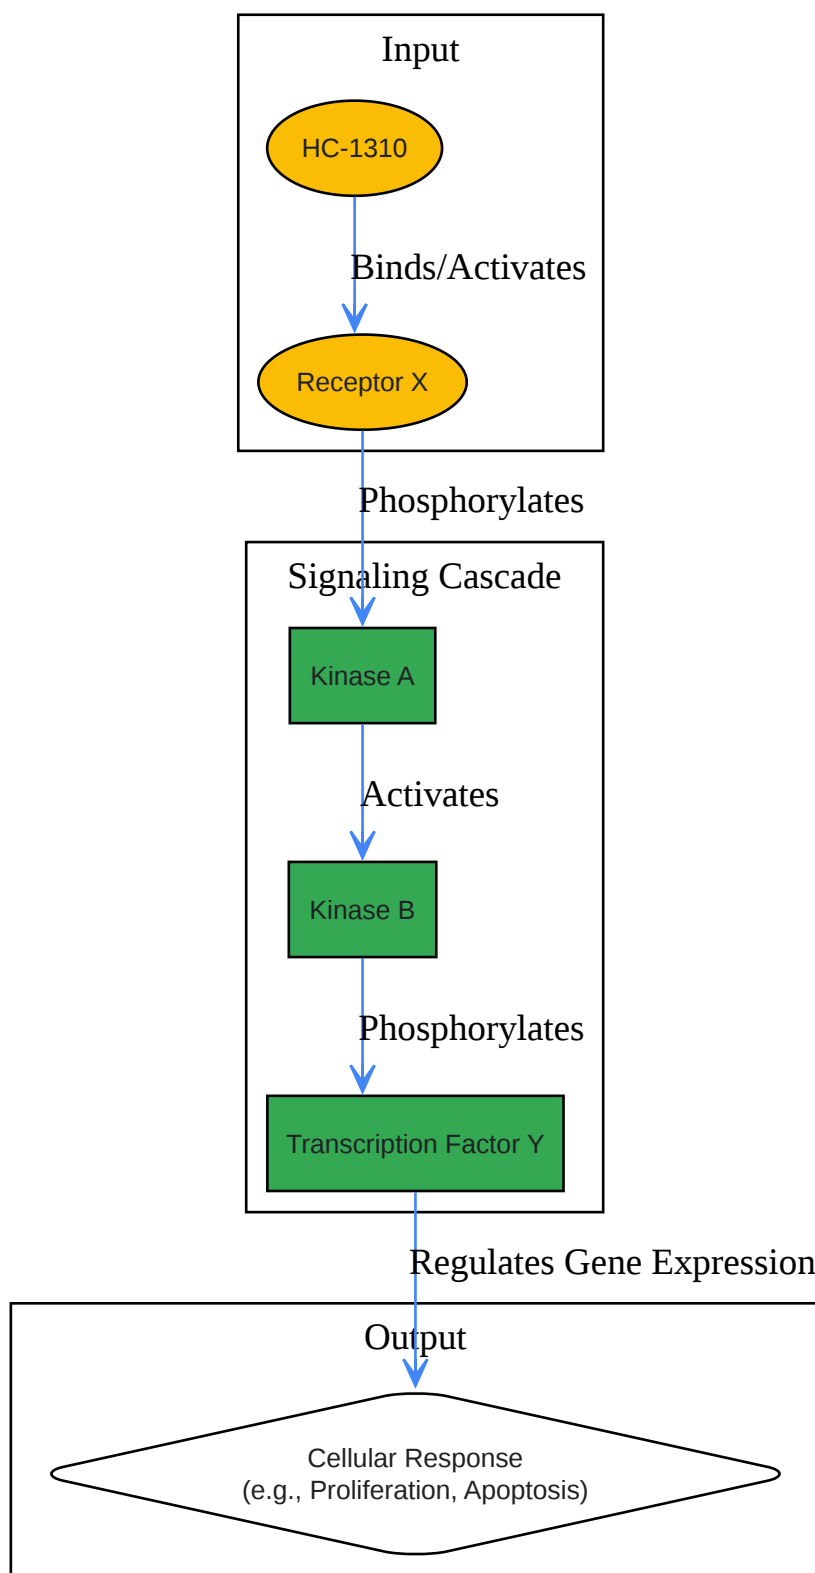 Input
HC-1310
Binds/Activates
Receptor X
Phosphorylates
Signaling Cascade
Kinase A
Activates
Kinase B
Phosphorylates
Transcription Factor Y
Regulates Gene Expression
Output
Cellular Response
(e.g., Proliferation, Apoptosis)